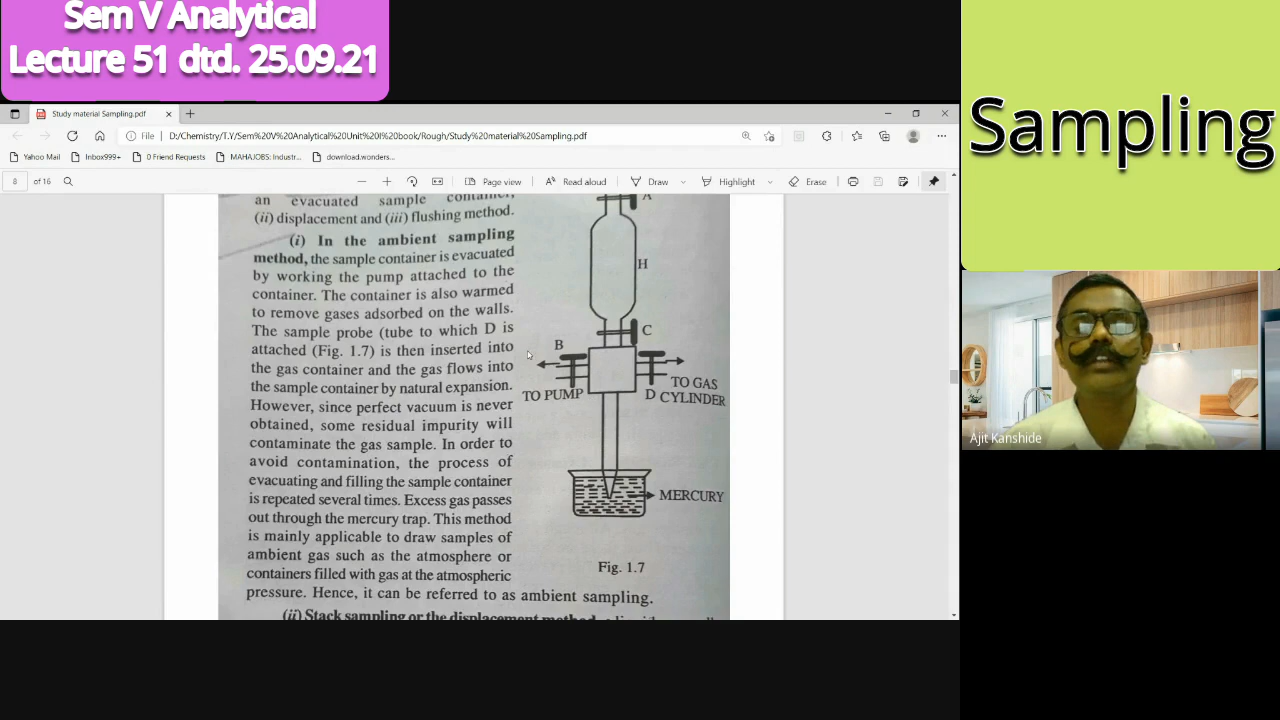 Sem V Analytical
Lecture 51 dtd. 25.09.21
Sampling
Study material Sampling.pdf
File
D:/Chemistry/T.Y/Sem%20V%20Analytical%20Unit%20I%20book/Rough/Study%20material%20Sampling.pdf
Yahoo Mail
Inbox999+
0 Friend Requests
MAHAJOBS: Industr...
download.wonders...
8
of 16
Page view
Read aloud
Draw
Highlight
Erase
an evacuated sample container,
(ii) displacement and (iii) flushing method.
(i) In the ambient sampling
method, the sample container is evacuated
by working the pump attached to the
container. The container is also warmed
to remove gases adsorbed on the walls.
The sample probe (tube to which D is
attached (Fig. 1.7) is then inserted into
the gas container and the gas flows into
the sample container by natural expansion.
However, since perfect vacuum is never
obtained, some residual impurity will
contaminate the gas sample. In order to
avoid contamination, the process of
evacuating and filling the sample container
is repeated several times. Excess gas passes
out through the mercury trap. This method
is mainly applicable to draw samples of
ambient gas such as the atmosphere or
containers filled with gas at the atmospheric
pressure. Hence, it can be referred to as ambient sampling.
(ii) Stack sampling or the displacement method
A
H
C
B
TO PUMP
D
TO GAS
CYLINDER
MERCURY
Fig. 1.7
Ajit Kanshide